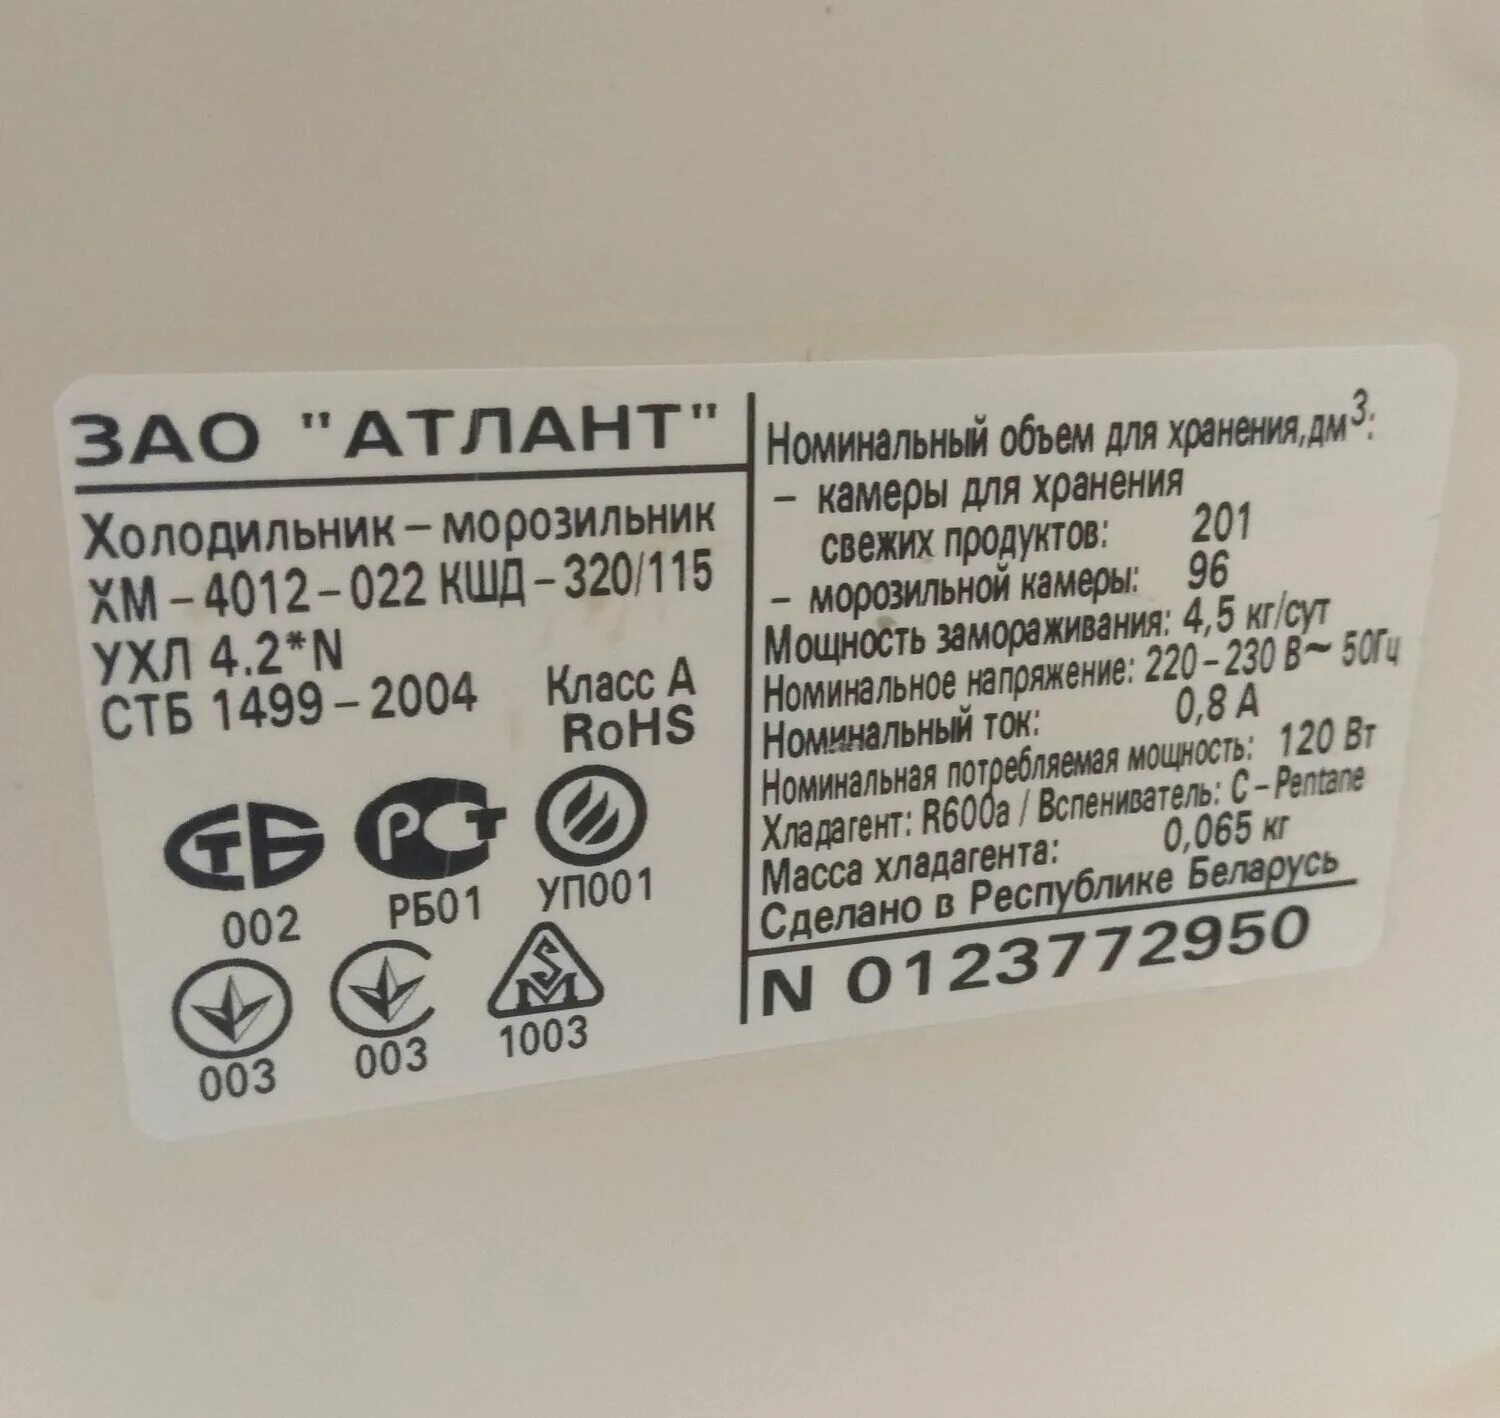 ЗАО "АТЛАНТ"
Холодильник – морозильник
ХМ – 4012 – 022 КШД – 320/115
УХЛ 4.2*N
СТБ 1499 – 2004
Класс А
RoHS
СТБ
002
РСТ
РБ01
УП001
003
003
SM
1003
Номинальный объем для хранения, дм³:
– камеры для хранения
свежих продуктов: 201
– морозильной камеры: 96
Мощность замораживания: 4,5 кг/сут
Номинальное напряжение: 220 – 230 В~ 50Гц
Номинальный ток: 0,8 А
Номинальная потребляемая мощность: 120 Вт
Хладагент: R600a / Вспениватель: C – Pentane
Масса хладагента: 0,065 кг
Сделано в Республике Беларусь
N 0123772950